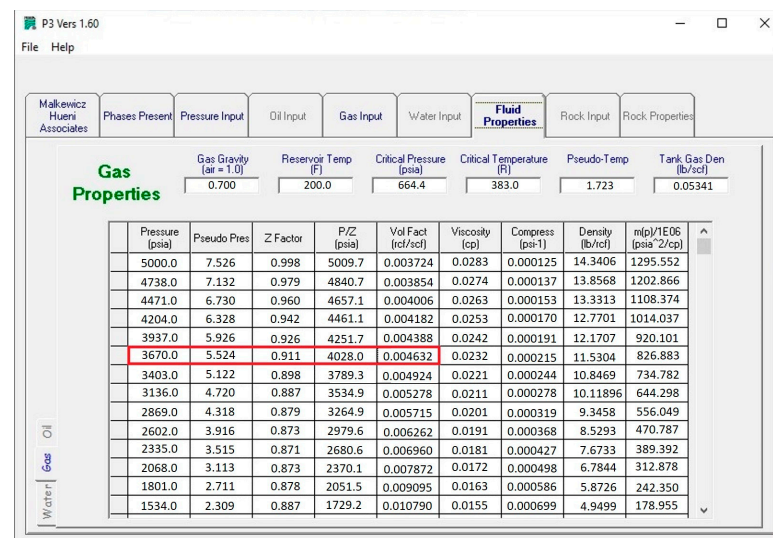 P3 Vers 1.60
File Help
Malkewicz Hueni Associates Phases Present Pressure Input Oil Input Gas Input Water Input Fluid Properties Rock Input Rock Properties
Gas Properties
Gas Gravity (air = 1.0) Reservoir Temp (F) Critical Pressure (psia) Critical Temperature (R) Pseudo-Temp Tank Gas Den (lb/scf)
0.700 200.0 664.4 383.0 1.723 0.05341
Pressure (psia) Pseudo Pres Z Factor P/Z (psia) Vol Fact (rcf/scf) Viscosity (cp) Compress (psi-1) Density (lb/rcf) m(p)/1E06 (psia^2/cp)
5000.0 7.526 0.998 5009.7 0.003724 0.0283 0.000125 14.3406 1295.552
4738.0 7.132 0.979 4840.7 0.003854 0.0274 0.000137 13.8568 1202.866
4471.0 6.730 0.960 4657.1 0.004006 0.0263 0.000153 13.3313 1108.374
4204.0 6.328 0.942 4461.1 0.004182 0.0253 0.000170 12.7701 1014.037
3937.0 5.926 0.926 4251.7 0.004388 0.0242 0.000191 12.1707 920.101
3670.0 5.524 0.911 4028.0 0.004632 0.0232 0.000215 11.5304 826.883
3403.0 5.122 0.898 3789.3 0.004924 0.0221 0.000244 10.8469 734.782
3136.0 4.720 0.887 3534.9 0.005278 0.0211 0.000278 10.11896 644.298
2869.0 4.318 0.879 3264.9 0.005715 0.0201 0.000319 9.3458 556.049
2602.0 3.916 0.873 2979.6 0.006262 0.0191 0.000368 8.5293 470.787
2335.0 3.515 0.871 2680.6 0.006960 0.0181 0.000427 7.6733 389.392
2068.0 3.113 0.873 2370.1 0.007872 0.0172 0.000498 6.7844 312.878
1801.0 2.711 0.878 2051.5 0.009095 0.0163 0.000586 5.8726 242.350
1534.0 2.309 0.887 1729.2 0.010790 0.0155 0.000699 4.9499 178.955
Oil
Gas
Water